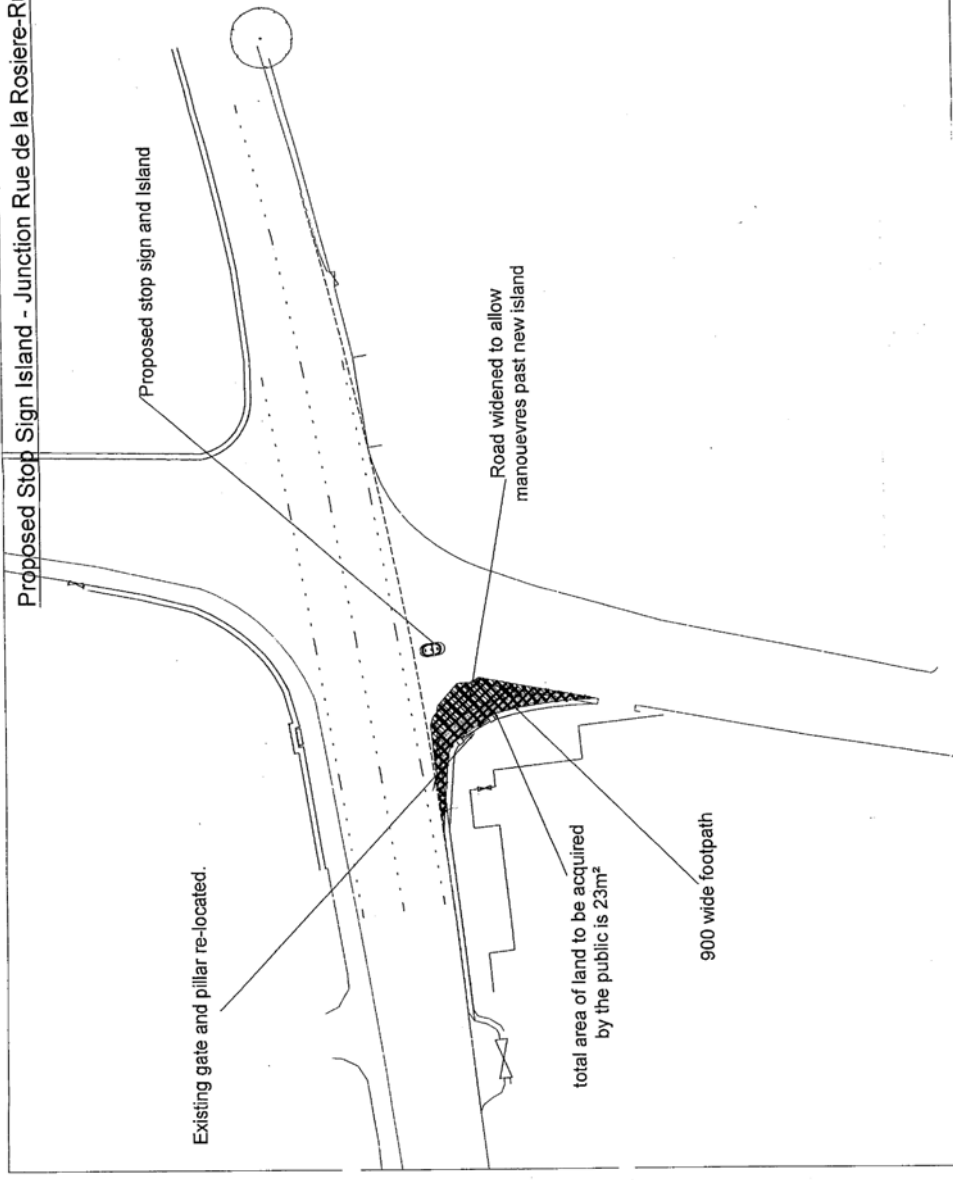 Proposed Stop Sign Island - Junction Rue de la Rosiere-
Proposed stop sign and Island
Road widened to allow
manouevres past new island
Existing gate and pillar re-located.
total area of land to be acquired
by the public is 23m²
900 wide footpath